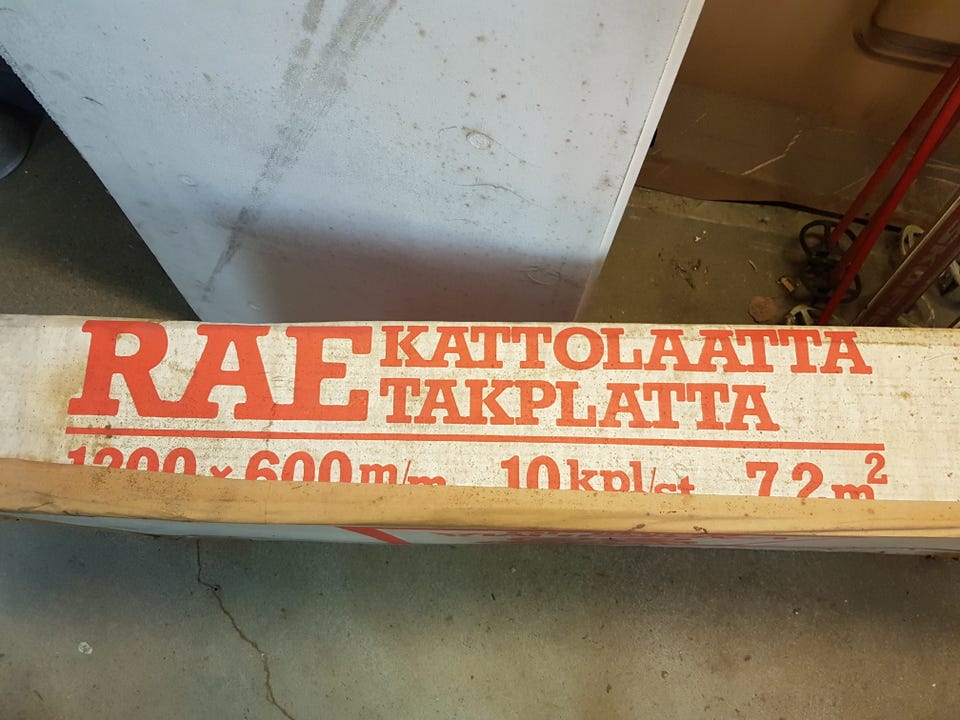 RAE KATTOLAATTA
TAKPLATTA
1200 x 600 m/m 10 kpl/st 7.2 m²